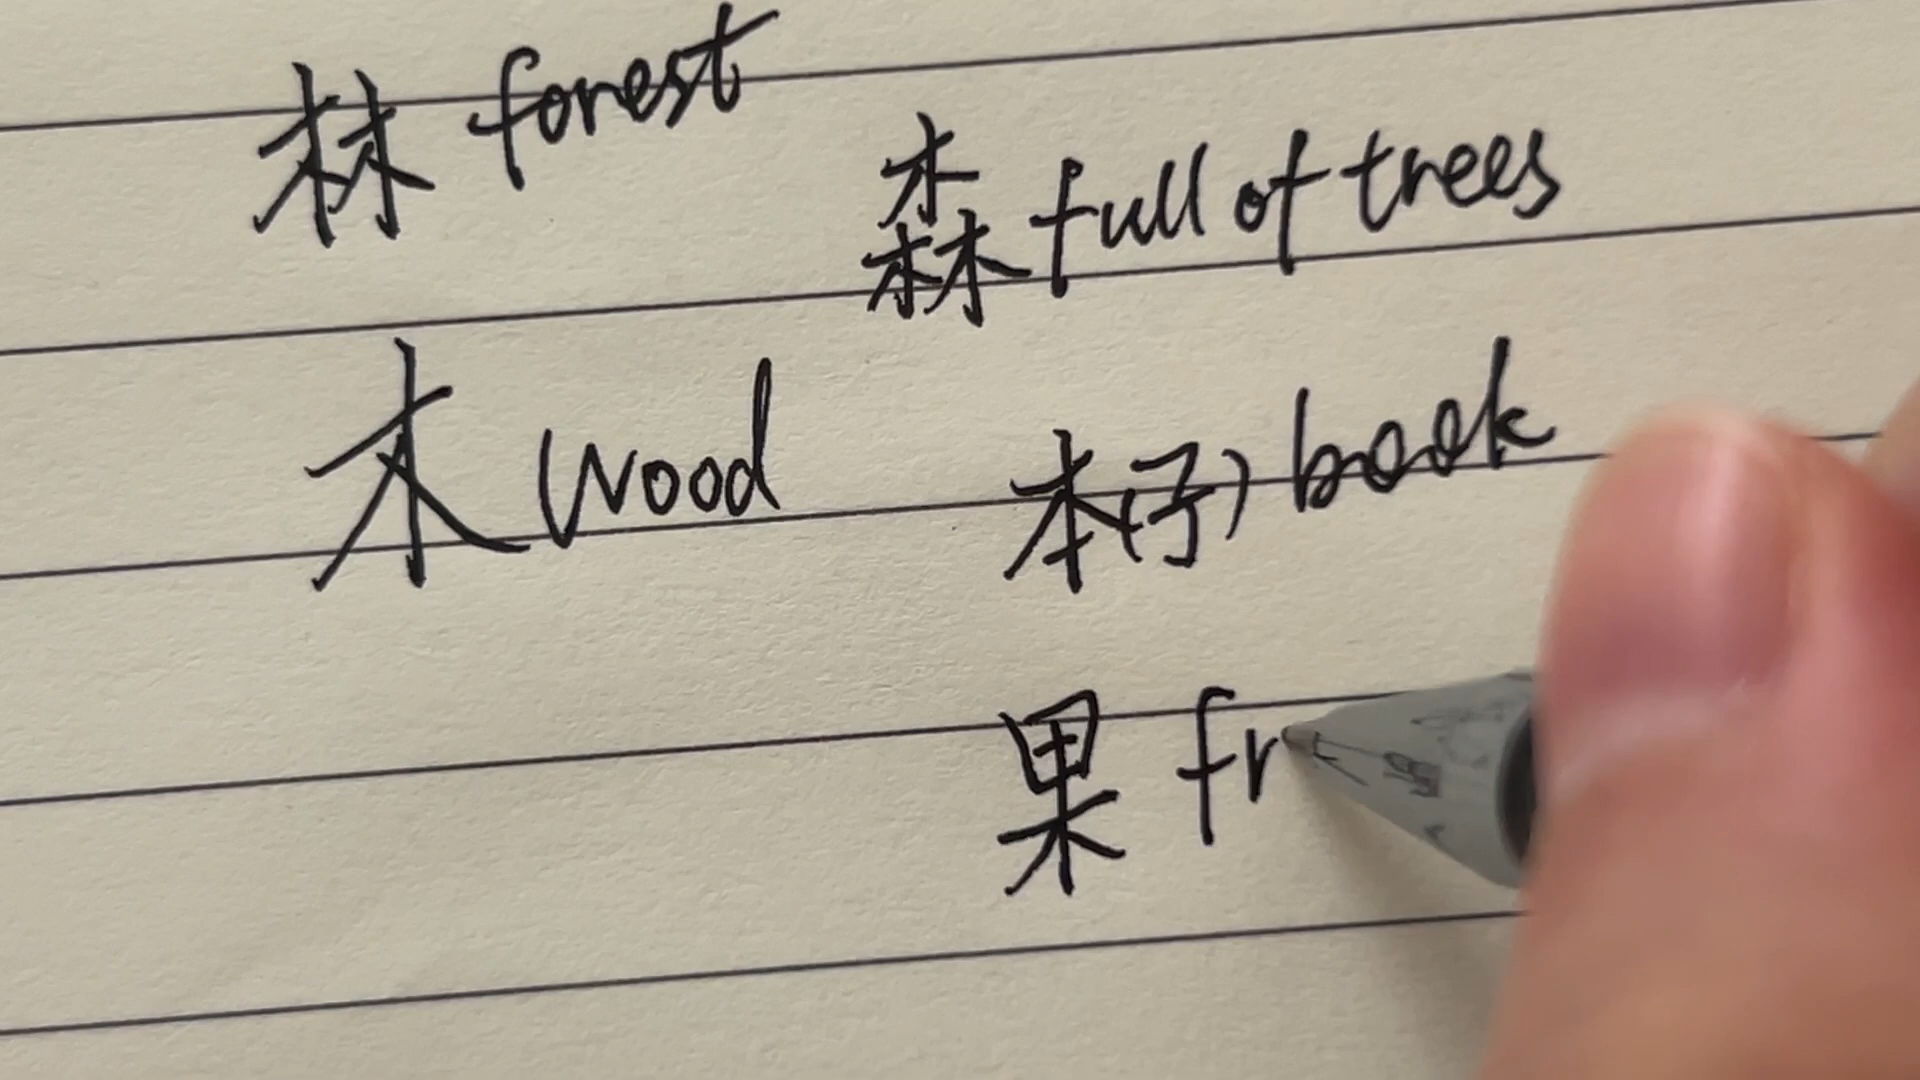 林 forest
森 full of trees
木 wood
本(子) book
果 fr